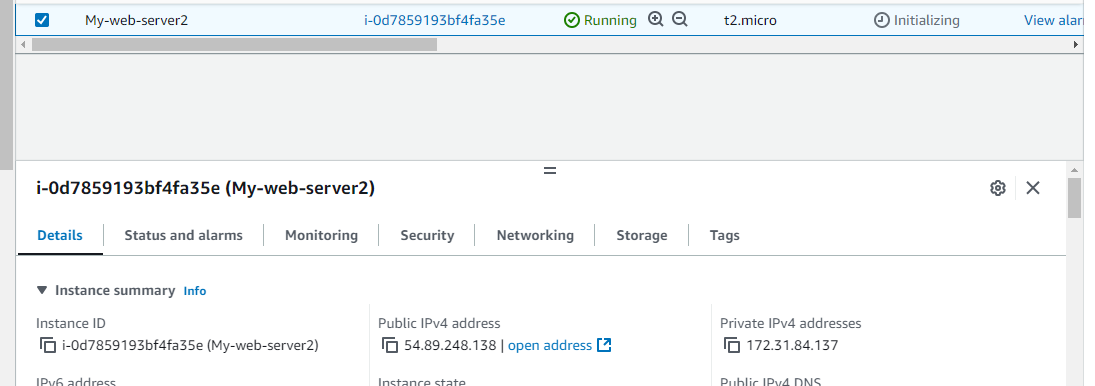 My-web-server2 i-0d7859193bf4fa35e Running t2.micro Initializing View alar
i-0d7859193bf4fa35e (My-web-server2)
Details Status and alarms Monitoring Security Networking Storage Tags
Instance summary Info
Instance ID Public IPv4 address Private IPv4 addresses
i-0d7859193bf4fa35e (My-web-server2) 54.89.248.138 | open address 172.31.84.137
IPv6 address Instance state Public IPv4 DNS